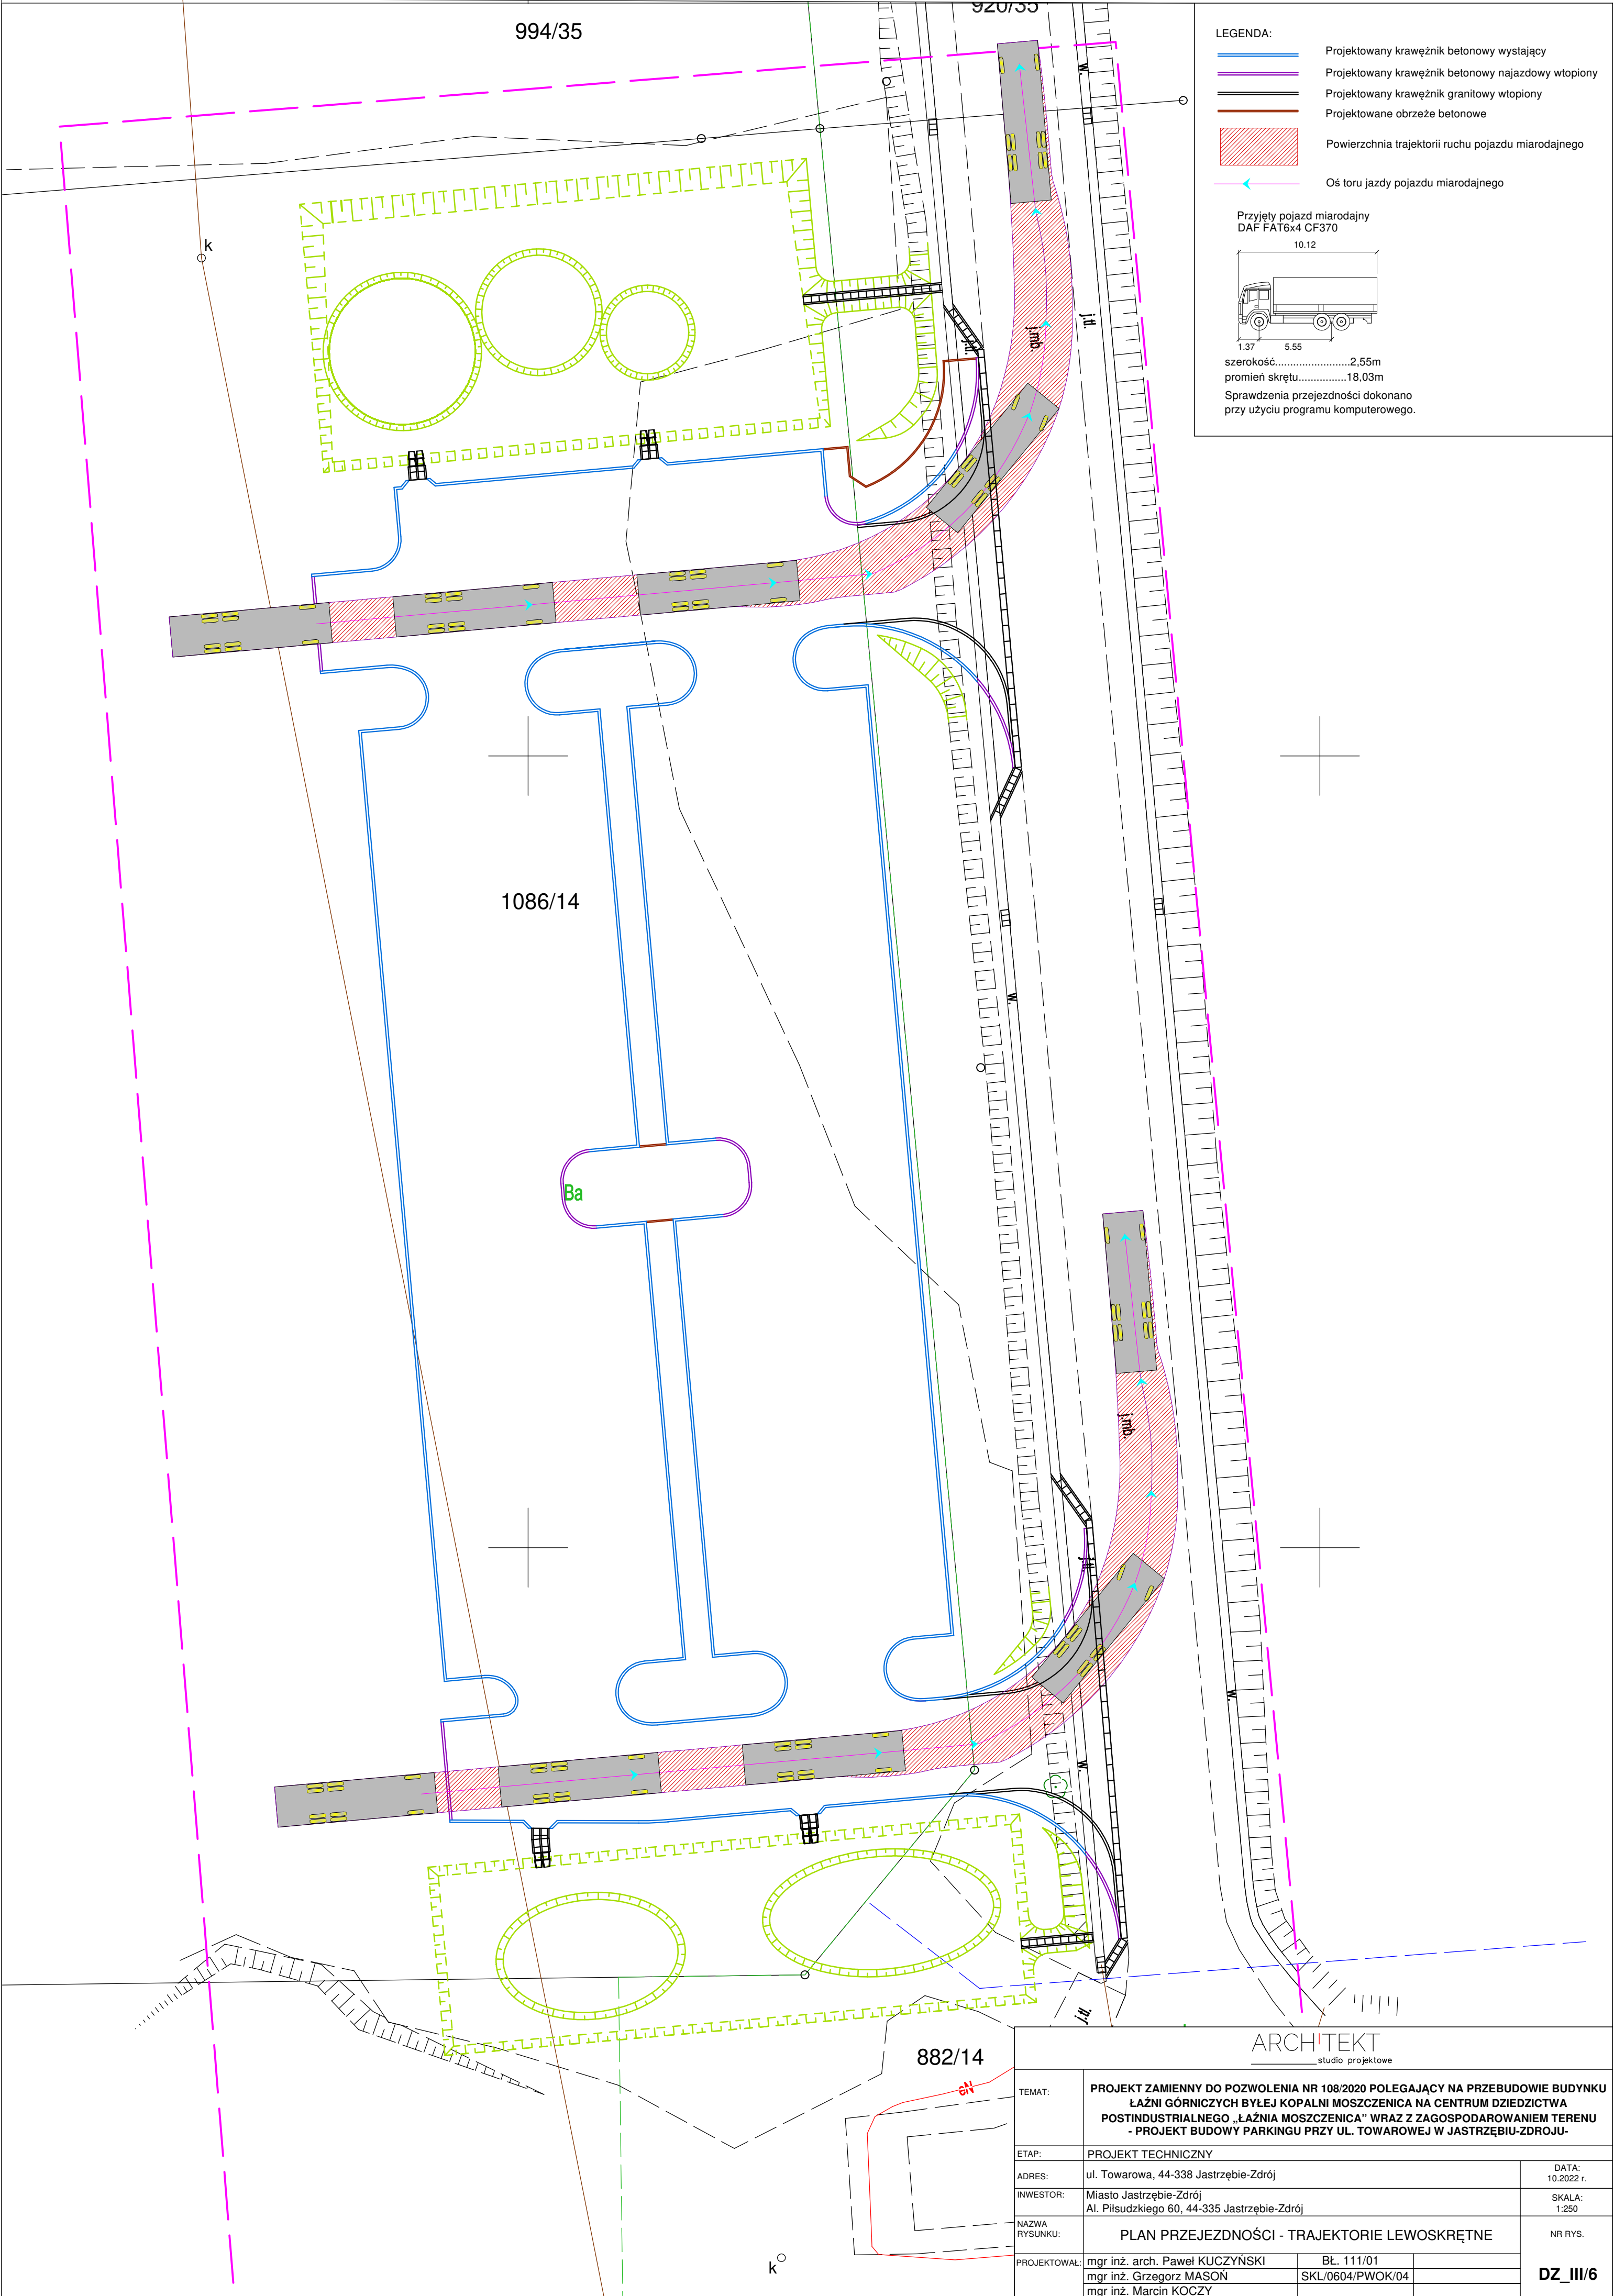 994/35
920/35
LEGENDA:
Projektowany krawężnik betonowy wystający
Projektowany krawężnik betonowy najazdowy wtopiony
Projektowany krawężnik granitowy wtopiony
Projektowane obrzeże betonowe
Powierzchnia trajektorii ruchu pojazdu miarodajnego
Oś toru jazdy pojazdu miarodajnego
Przyjęty pojazd miarodajny
DAF FAT6x4 CF370
10.12
1.37 5.55
szerokość.........................2,55m
promień skrętu................18,03m
Sprawdzenia przejezdności dokonano
przy użyciu programu komputerowego.
w.
k
j.tl.
j.mb.
j.tl.
1086/14
w.
Ba
j.mb.
j.tl.
w.
w.
j.tl.
882/14
eN
k
ARCHITEKT
studio projektowe
TEMAT:
PROJEKT ZAMIENNY DO POZWOLENIA NR 108/2020 POLEGAJĄCY NA PRZEBUDOWIE BUDYNKU
ŁAŹNI GÓRNICZYCH BYŁEJ KOPALNI MOSZCZENICA NA CENTRUM DZIEDZICTWA
POSTINDUSTRIALNEGO „ŁAŹNIA MOSZCZENICA” WRAZ Z ZAGOSPODAROWANIEM TERENU
- PROJEKT BUDOWY PARKINGU PRZY UL. TOWAROWEJ W JASTRZĘBIU-ZDROJU-
ETAP: PROJEKT TECHNICZNY
ADRES: ul. Towarowa, 44-338 Jastrzębie-Zdrój
DATA:
10.2022 r.
INWESTOR: Miasto Jastrzębie-Zdrój
Al. Piłsudzkiego 60, 44-335 Jastrzębie-Zdrój
SKALA:
1:250
NAZWA
RYSUNKU:
PLAN PRZEJEZDNOŚCI - TRAJEKTORIE LEWOSKRĘTNE
NR RYS.
PROJEKTOWAŁ: mgr inż. arch. Paweł KUCZYŃSKI BŁ. 111/01
mgr inż. Grzegorz MASOŃ SKL/0604/PWOK/04
DZ_III/6
mgr inż. Marcin KOCZY